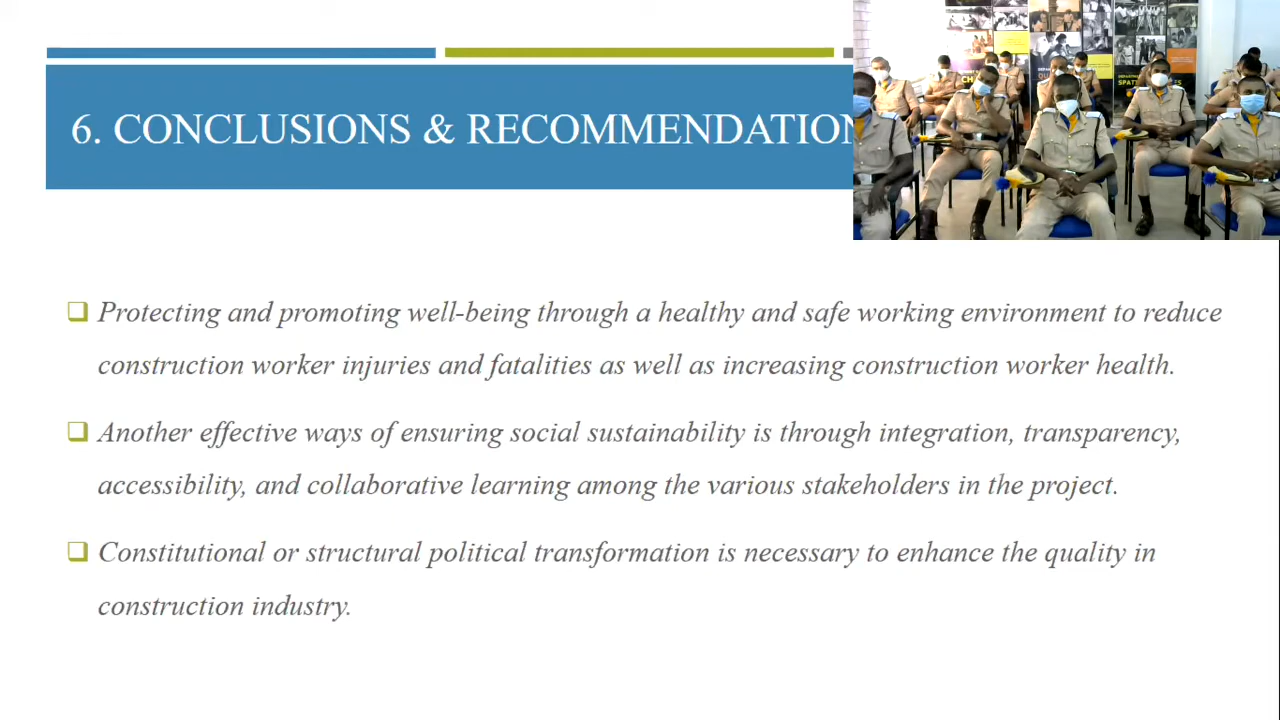 6. CONCLUSIONS & RECOMMENDATION
❑ Protecting and promoting well-being through a healthy and safe working environment to reduce
construction worker injuries and fatalities as well as increasing construction worker health.
❑ Another effective ways of ensuring social sustainability is through integration, transparency,
accessibility, and collaborative learning among the various stakeholders in the project.
❑ Constitutional or structural political transformation is necessary to enhance the quality in
construction industry.